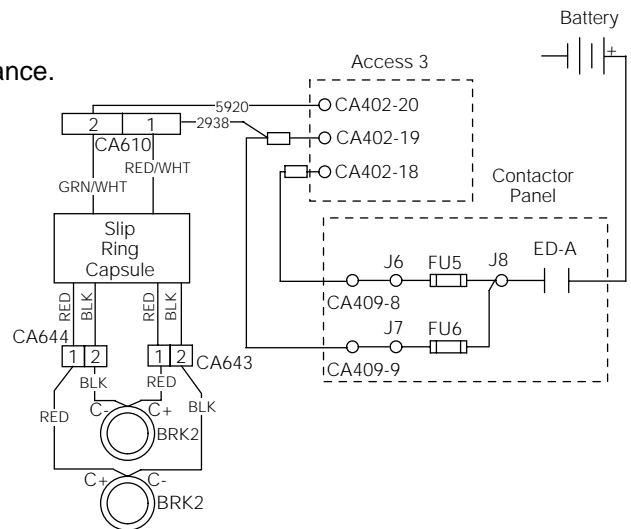 ance.
Battery
+
Access 3
5920
CA402-20
2 1
2938
CA402-19
CA610
RED/WHT
CA402-18
GRN/WHT
Contactor
Panel
Slip
Ring
Capsule
J6 FU5 J8 ED-A
CA409-8
RED BLK RED BLK
J7 FU6
CA644
1 2 1 2
CA643
CA409-9
BLK RED
RED C- C+ BLK
BRK2
C+ C-
BRK2